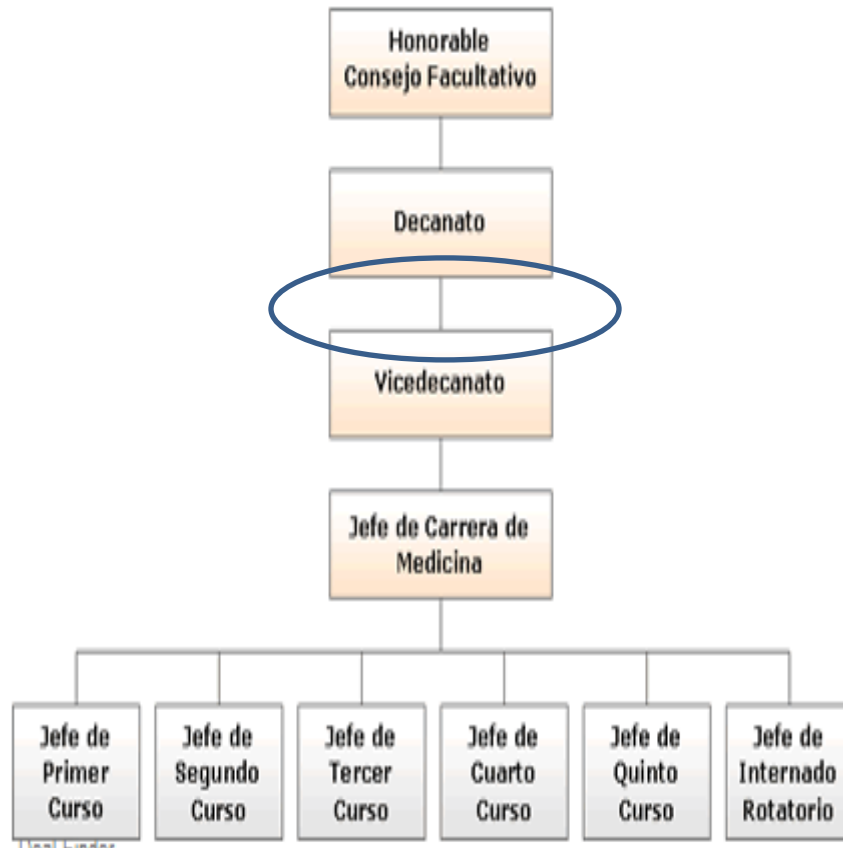 Honorable
Consejo Facultativo
Decanato
Vicedecanato
Jefe de Carrera de
Medicina
Jefe de
Primer
Curso
Jefe de
Segundo
Curso
Jefe de
Tercer
Curso
Jefe de
Cuarto
Curso
Jefe de
Quinto
Curso
Jefe de
Internado
Rotatorio